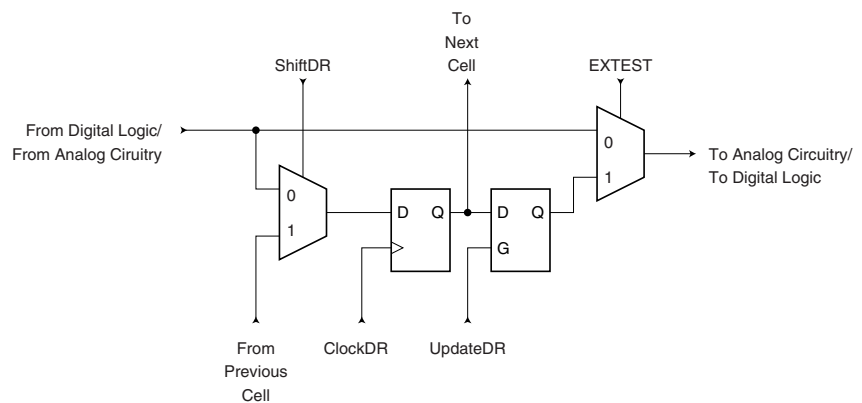 To
Next
Cell
ShiftDR
EXTEST
From Digital Logic/
From Analog Ciruitry
0
1
To Analog Circuitry/
To Digital Logic
0
1
D Q
D Q
G
From
Previous
Cell
ClockDR
UpdateDR